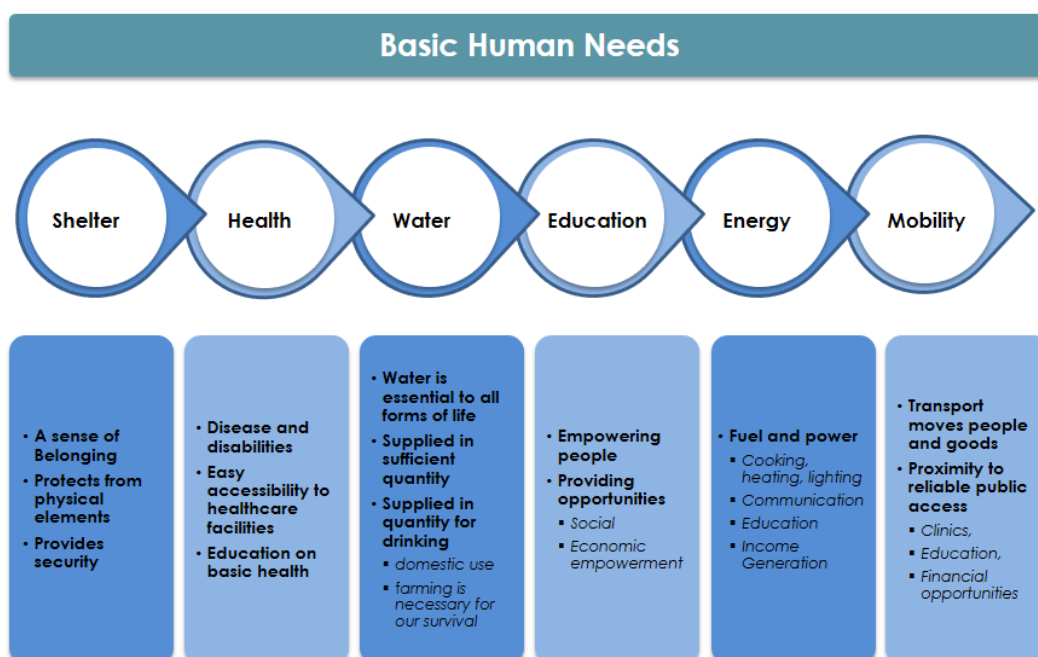 Basic Human Needs
Shelter
Health
Water
Education
Energy
Mobility
• A sense of
Belonging
• Protects from
physical
elements
• Provides
security
• Disease and
disabilities
• Easy
accessibility to
healthcare
facilities
• Education on
basic health
• Water is
essential to all
forms of life
• Supplied in
sufficient
quantity
• Supplied in
quantity for
drinking
▪ domestic use
▪ farming is
necessary for
our survival
• Empowering
people
• Providing
opportunities
▪ Social
▪ Economic
empowerment
• Fuel and power
▪ Cooking,
heating, lighting
▪ Communication
▪ Education
▪ Income
Generation
• Transport
moves people
and goods
• Proximity to
reliable public
access
▪ Clinics,
▪ Education,
▪ Financial
opportunities